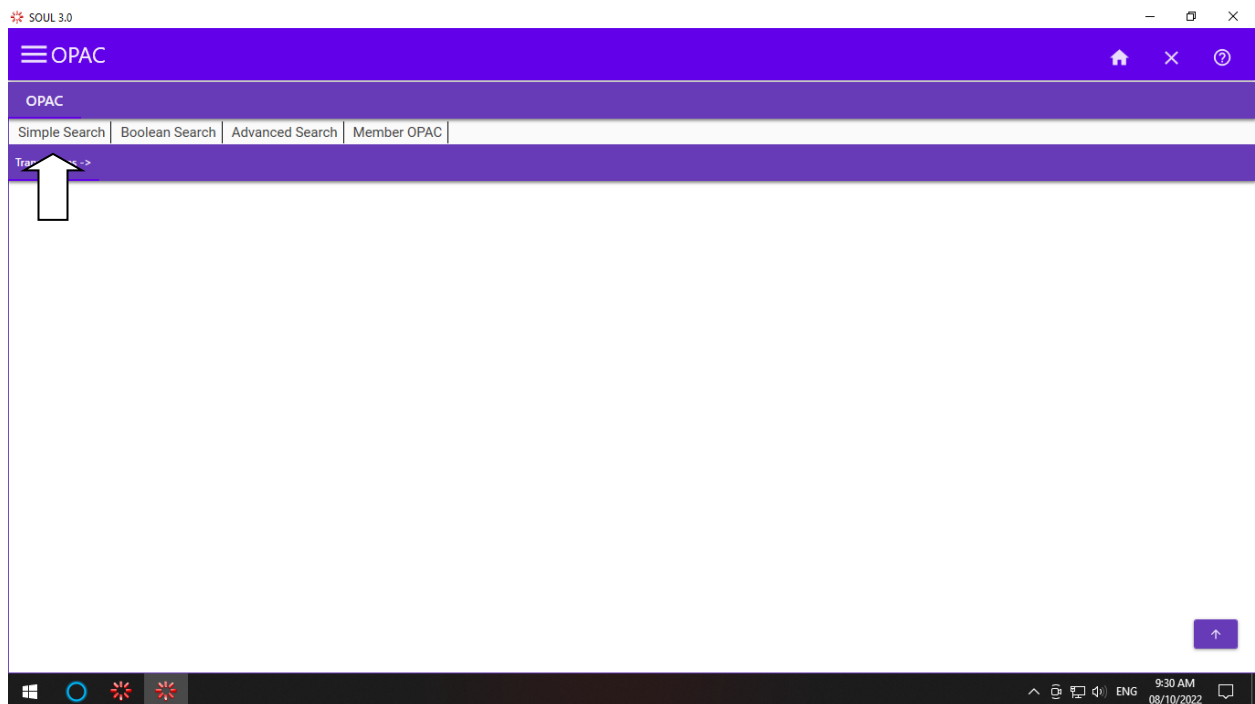 SOUL 3.0
OPAC
OPAC
Simple Search Boolean Search Advanced Search Member OPAC
->
ENG 9:30 AM
08/10/2022